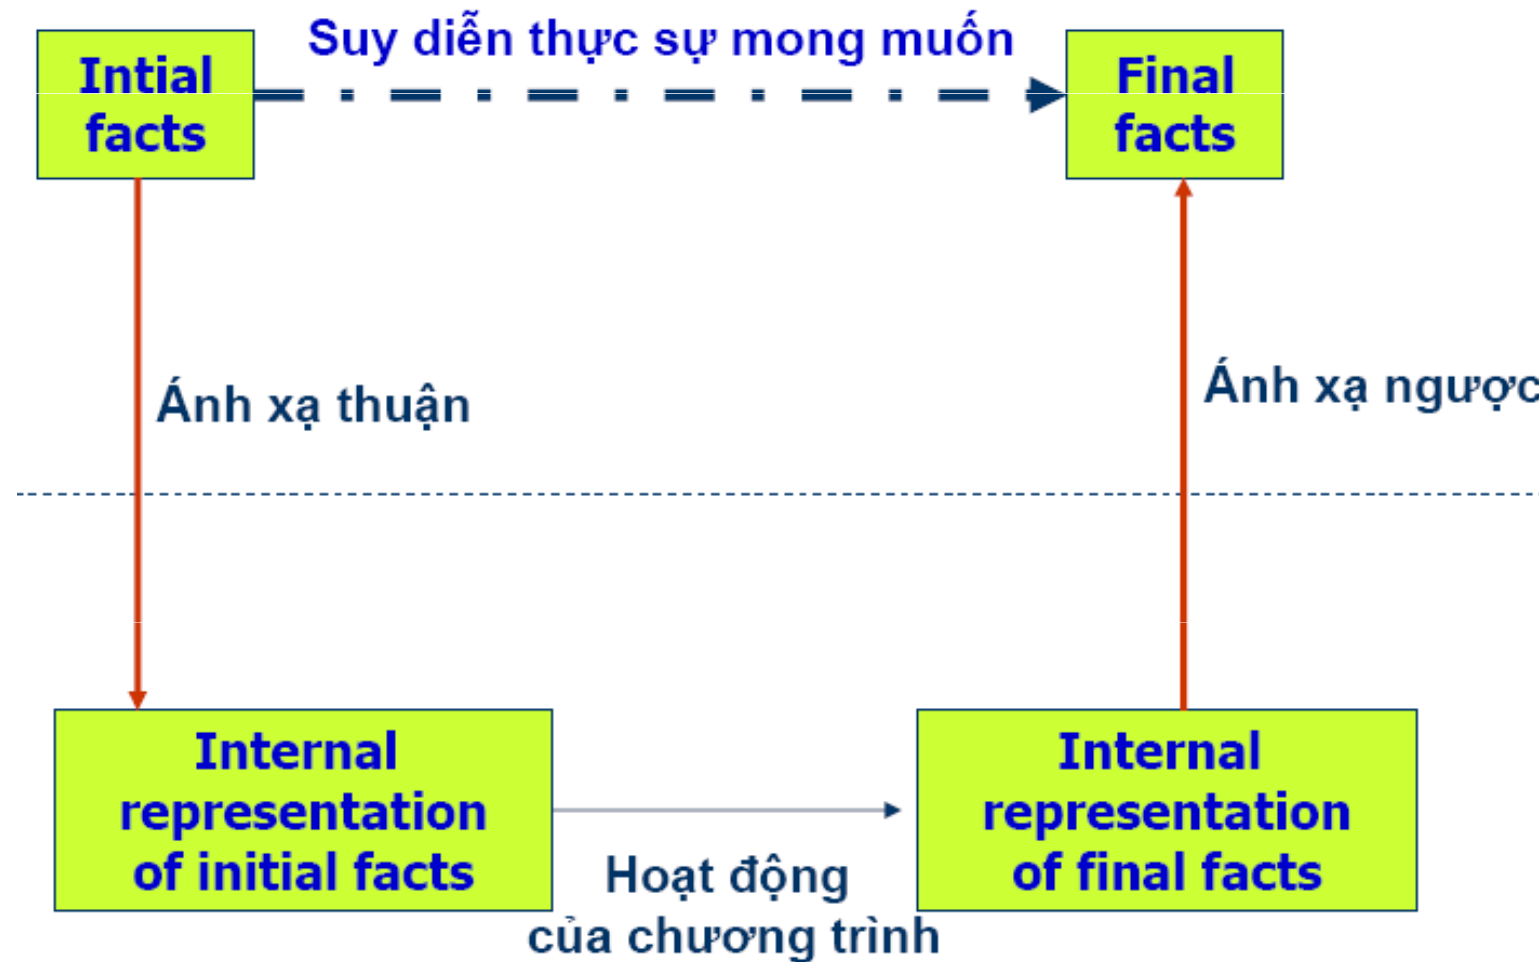 Suy diễn thực sự mong muốn
Intial
facts
Final
facts
Ánh xạ thuận
Ánh xạ ngược
Internal
representation
of initial facts
Hoạt động
của chương trình
Internal
representation
of final facts